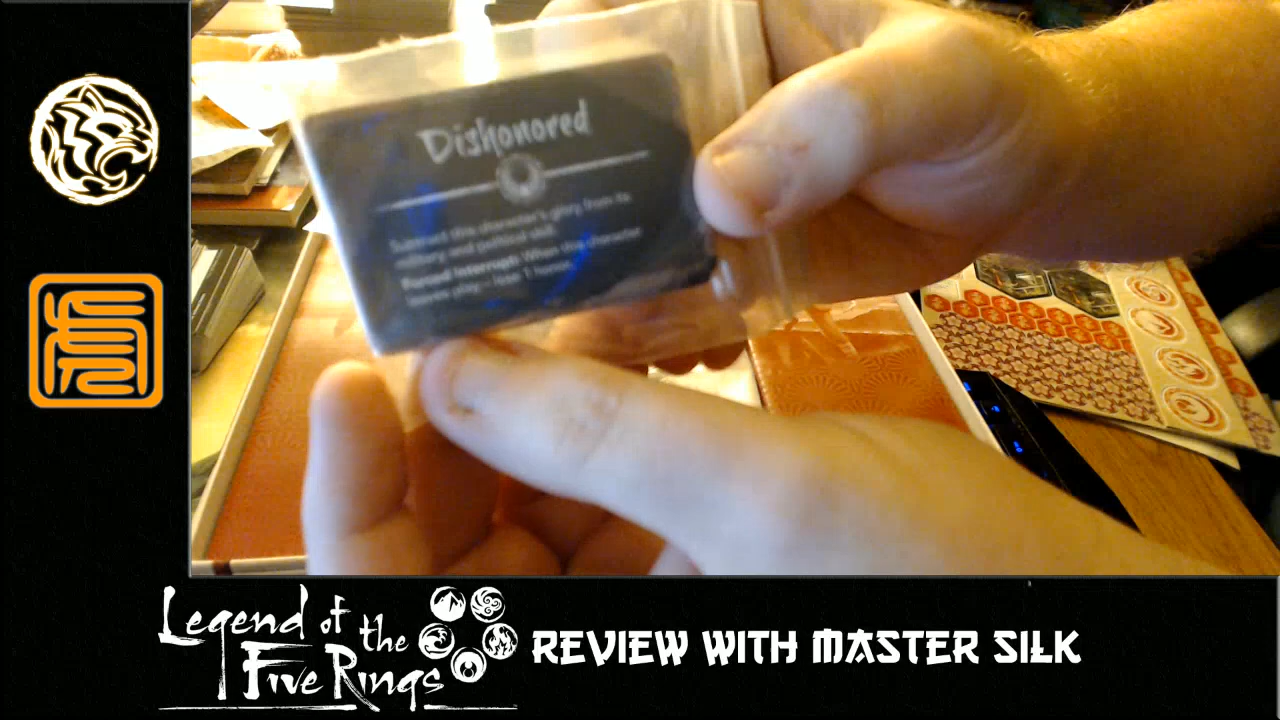 Dishonored
Subtract this character's glory from its
military and political skill.
Forced Interrupt: When this character
leaves play – lose 1 honor.
Legend of the
Five Rings
REVIEW WITH MASTER SILK